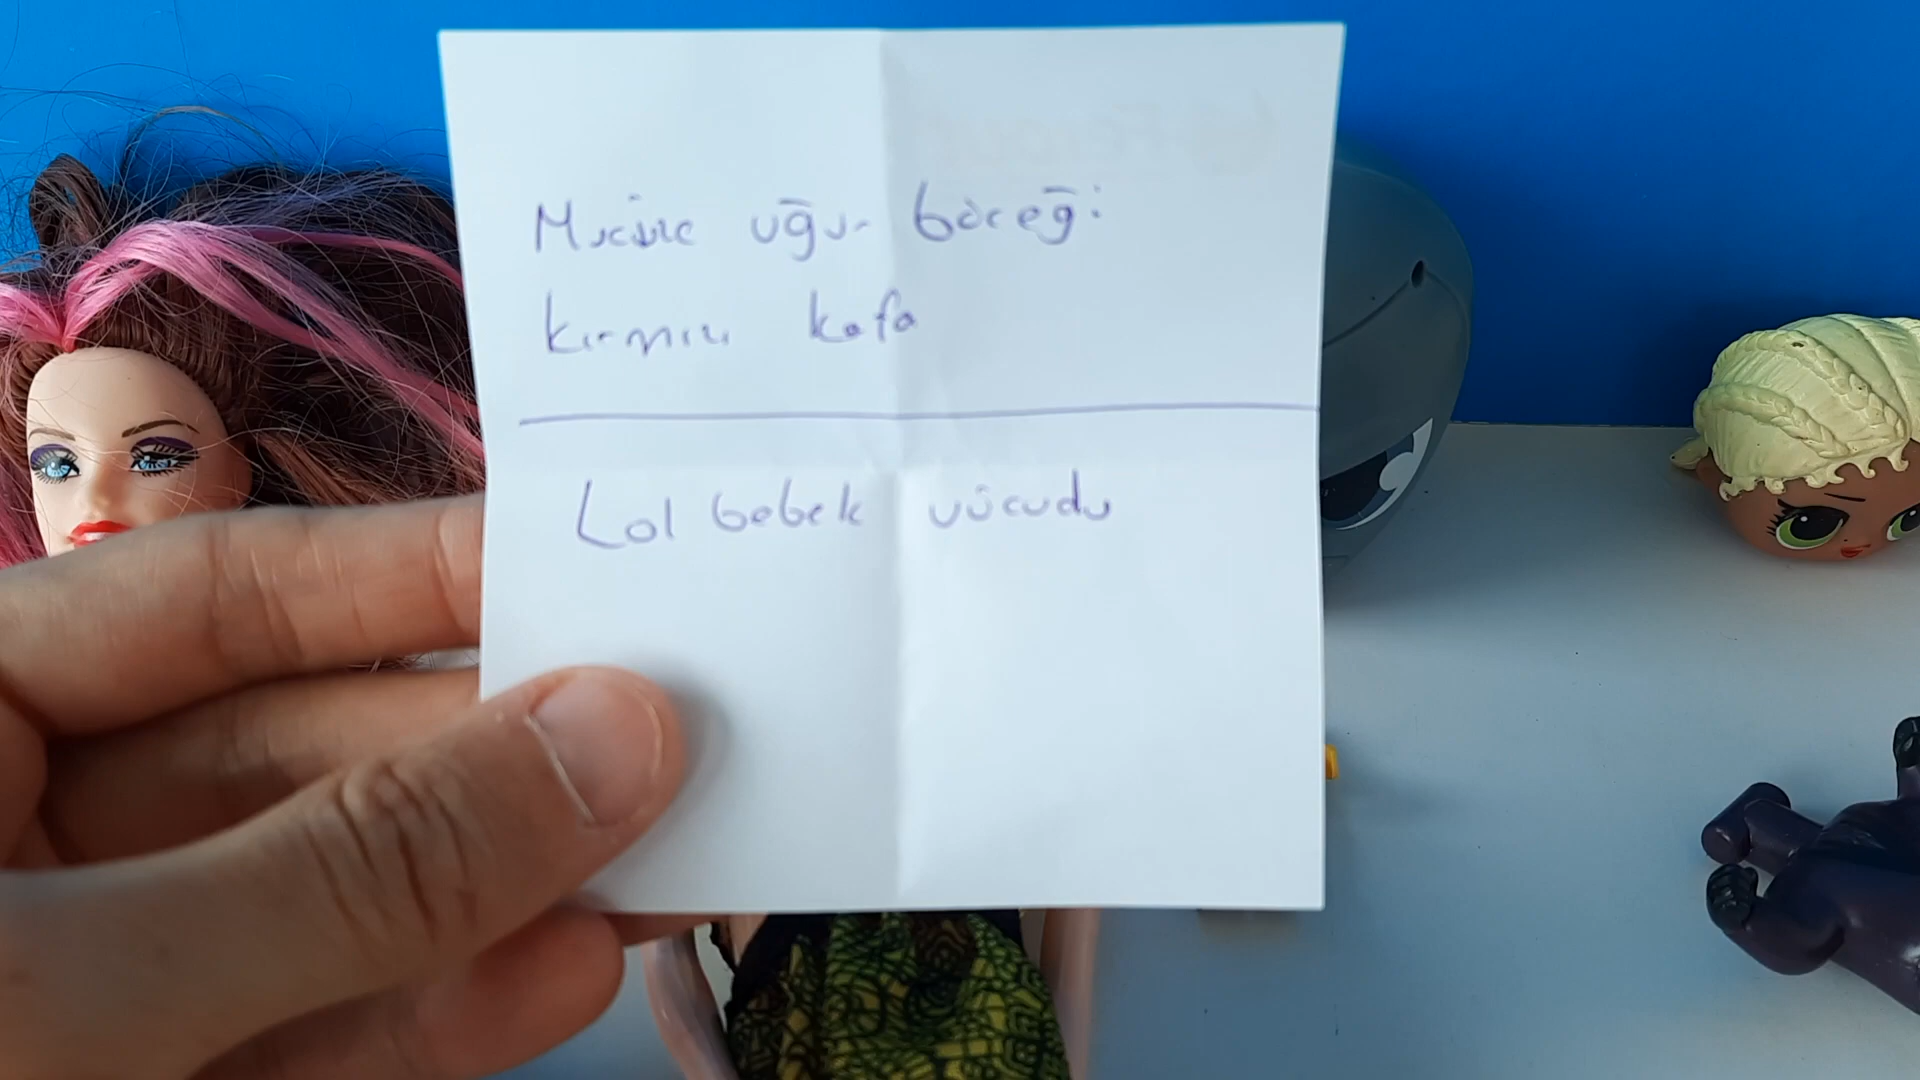 Mucize uğur böceği
kırmızı kafa
Lol bebek vücudu